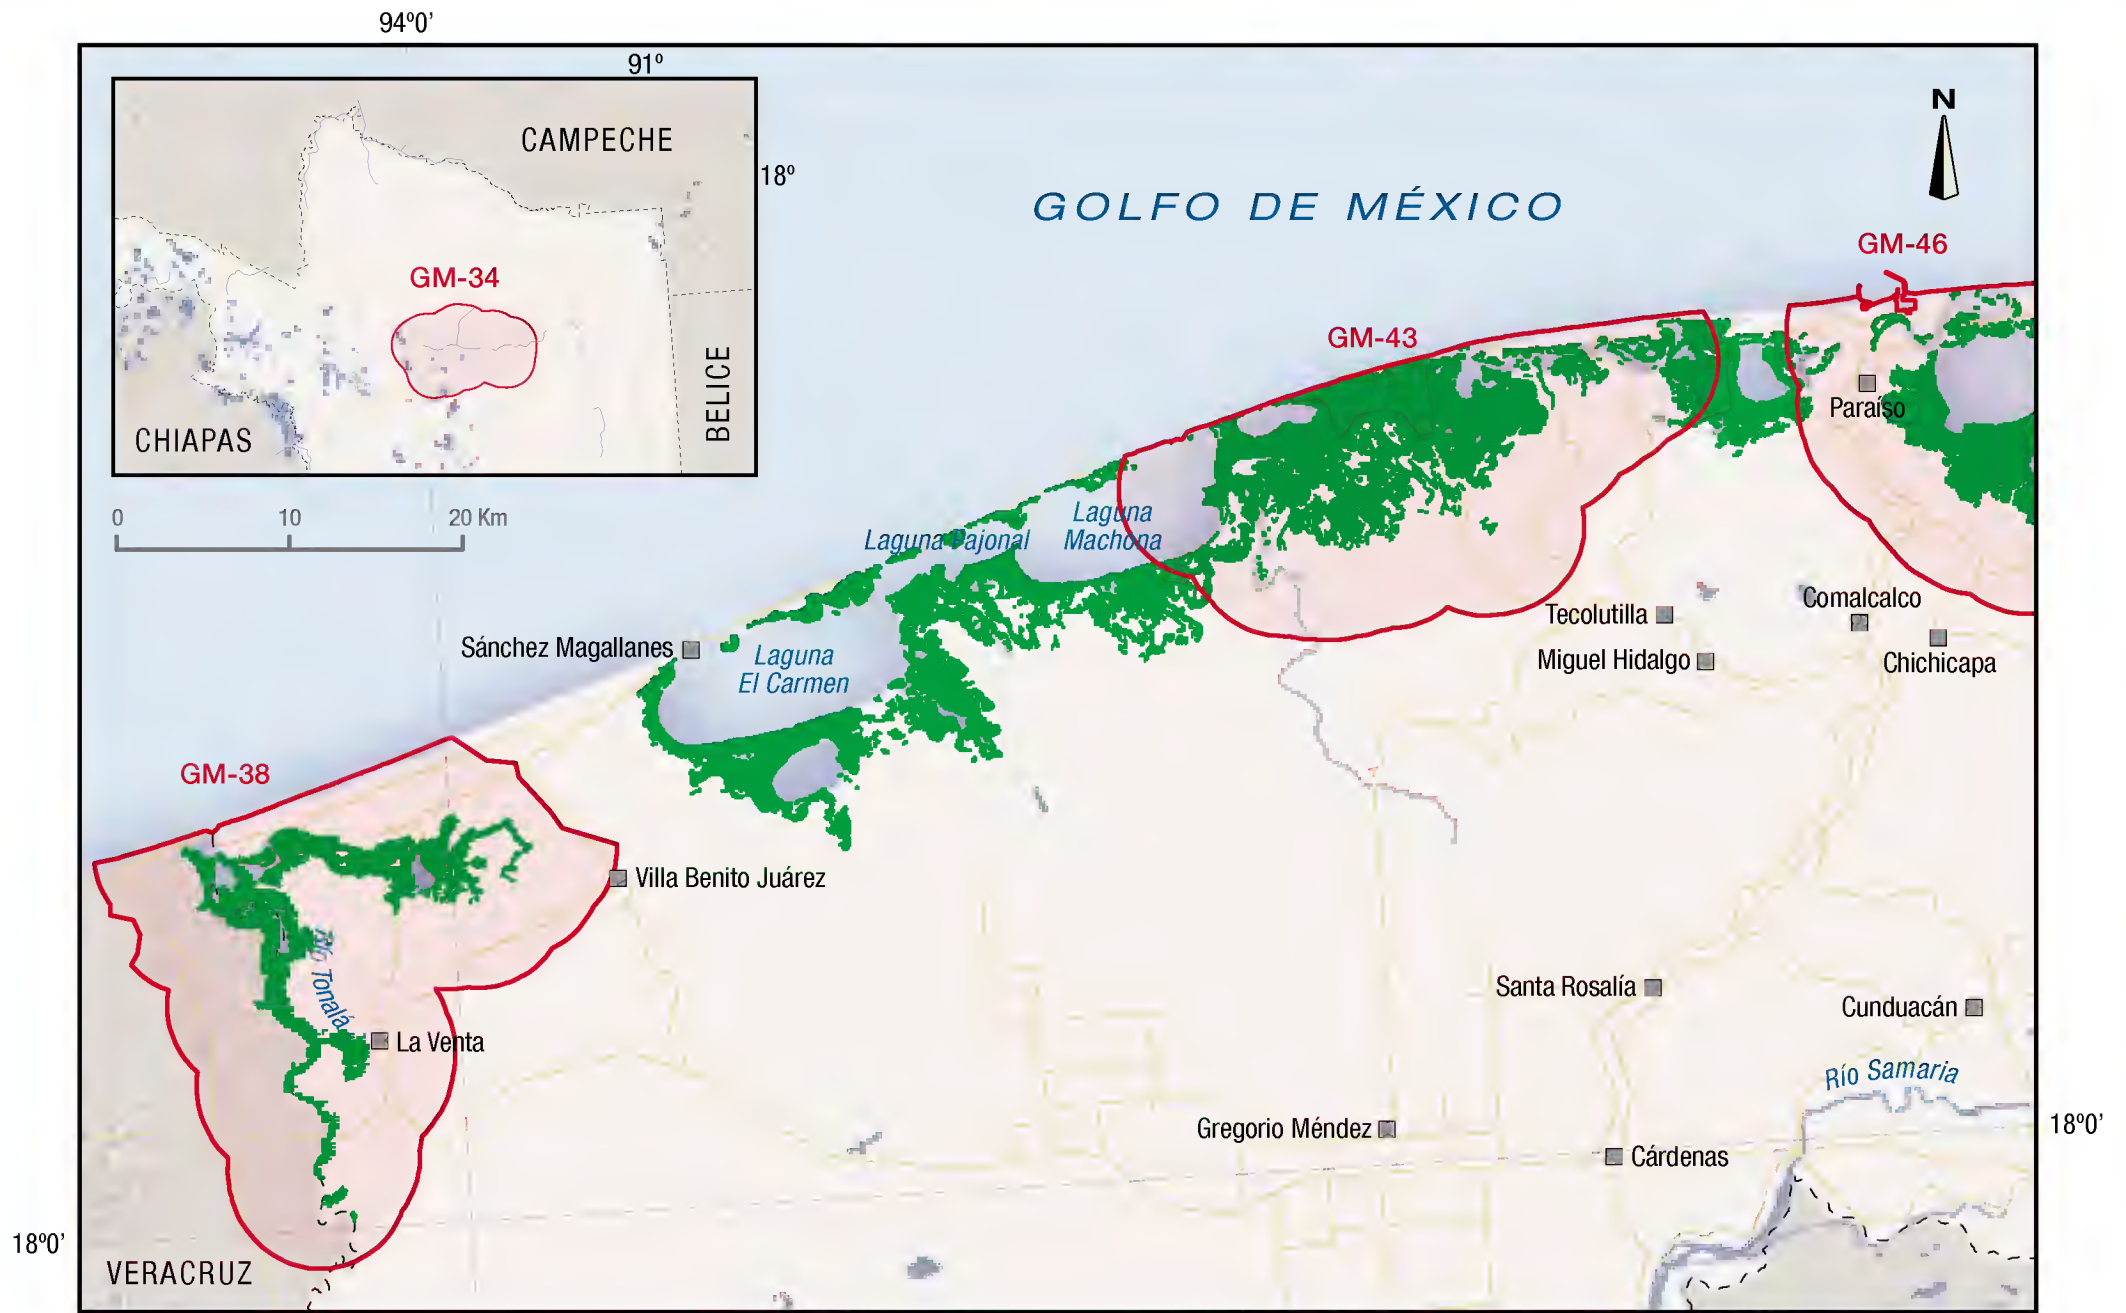 94º0'
91º
CAMPECHE
18º
GM-34
BELICE
CHIAPAS
N
GOLFO DE MÉXICO
GM-46
GM-43
Paraíso
0 10 20 Km
Laguna
Machona
Laguna Pajonal
Comalcalco
Tecolutilla
Sánchez Magallanes
Laguna
El Carmen
Miguel Hidalgo
Chichicapa
GM-38
Villa Benito Juárez
Río Tonalá
Santa Rosalía
Cunduacán
La Venta
Río Samaria
Gregorio Méndez
18º0'
Cárdenas
18º0'
VERACRUZ